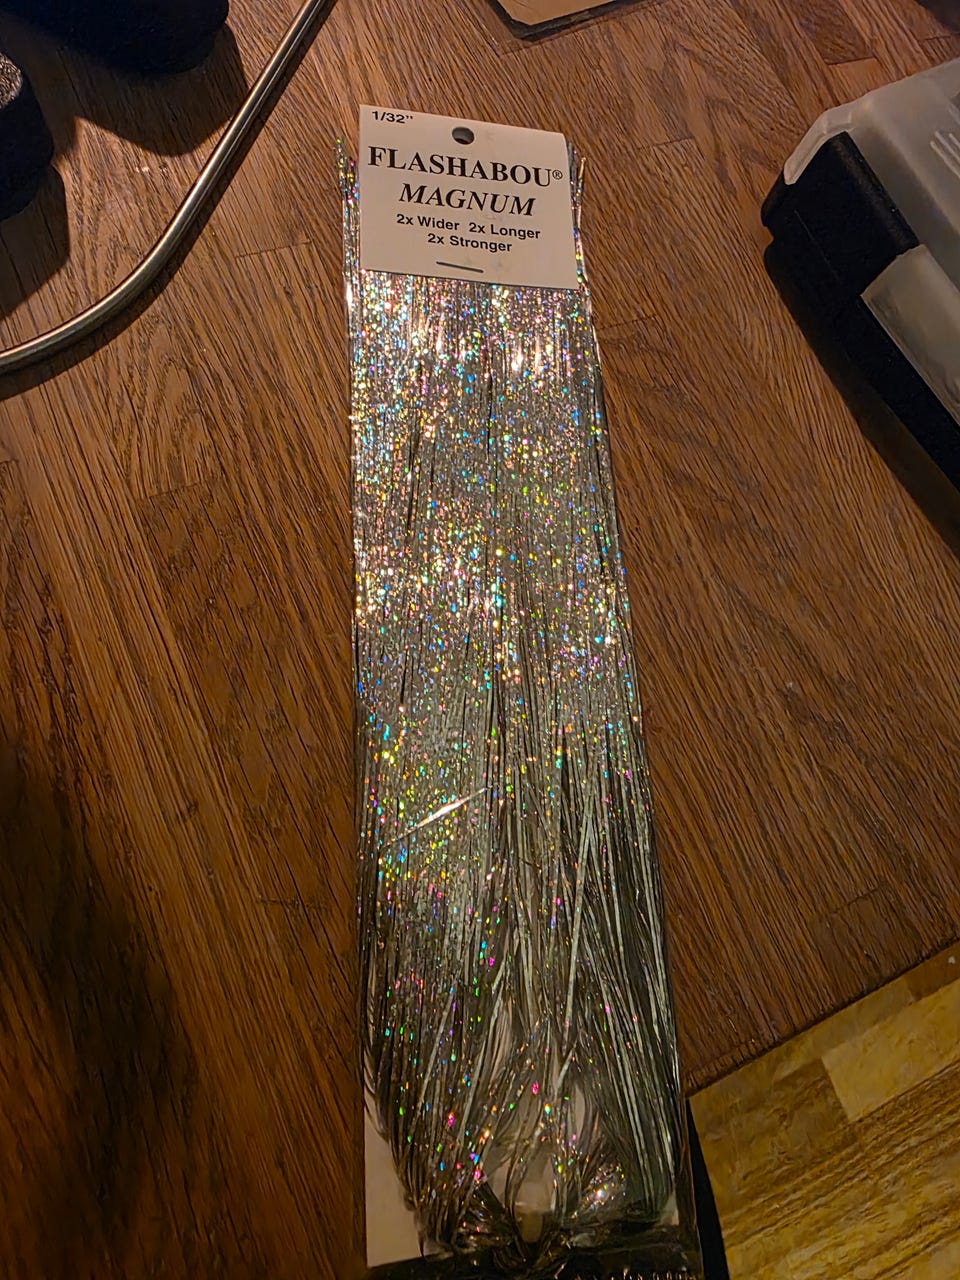 1/32"
FLASHABOU®
MAGNUM
2x Wider 2x Longer
2x Stronger